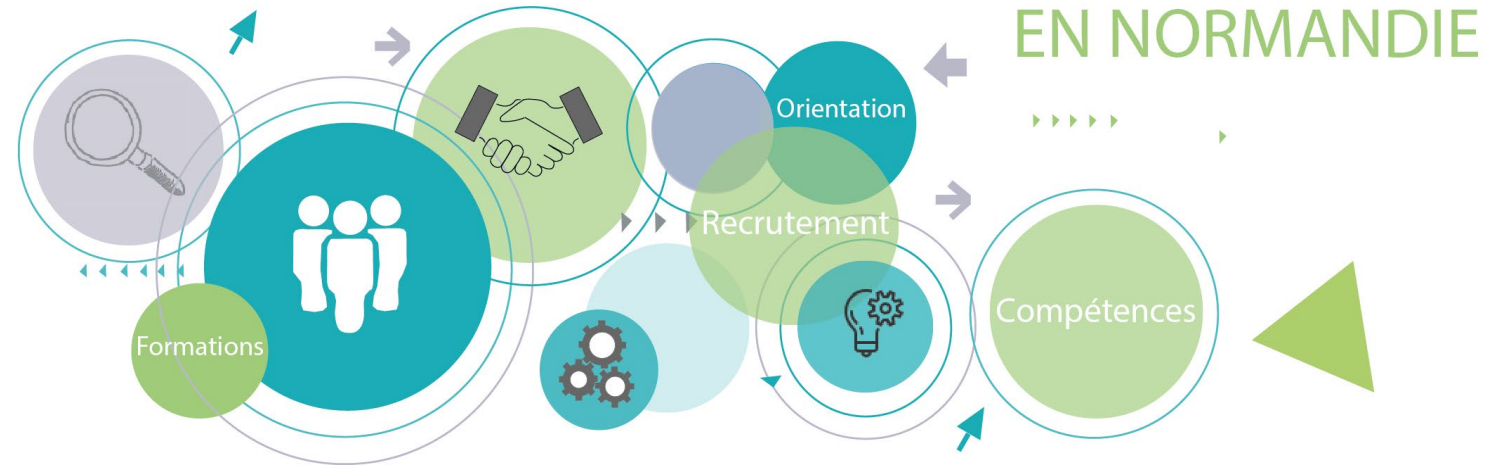 EN NORMANDIE
Orientation
Recrutement
Compétences
Formations